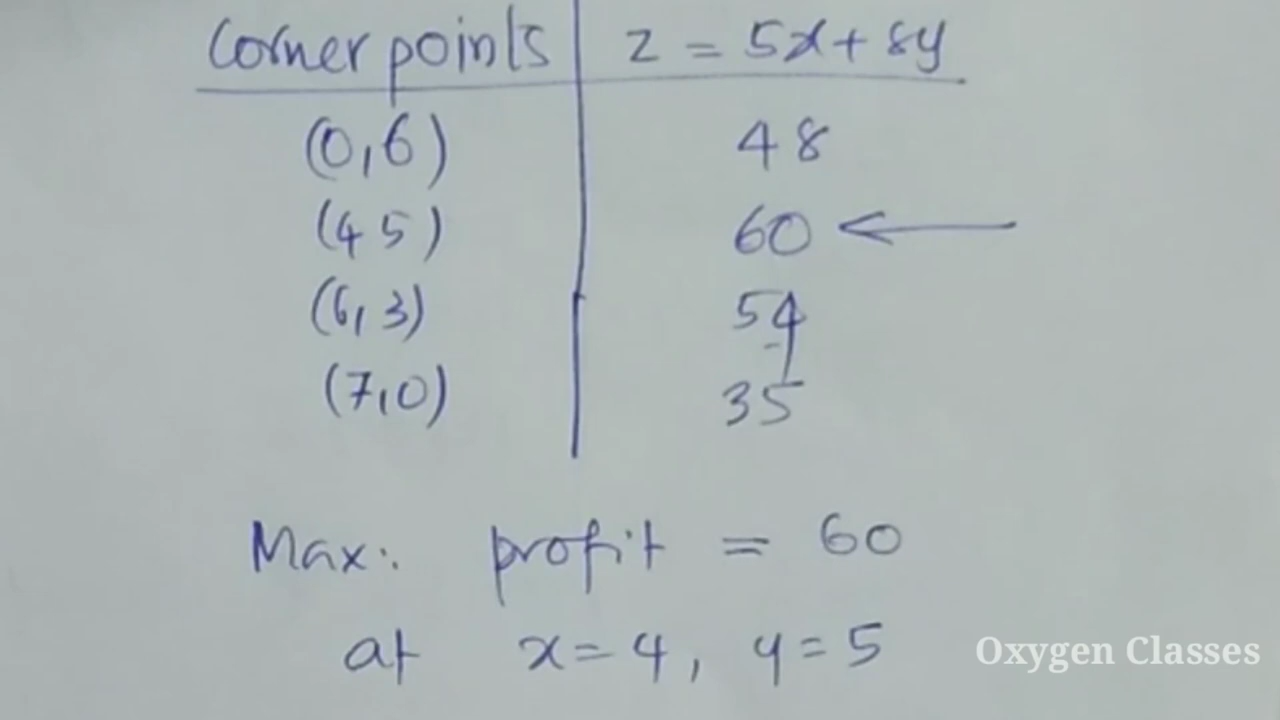 Corner points z = 5x+8y
(0,6) 48
(4 5) 60 ←
(6,3) 54
(7,0) 35
Max: profit = 60
at x=4, y=5
Oxygen Classes